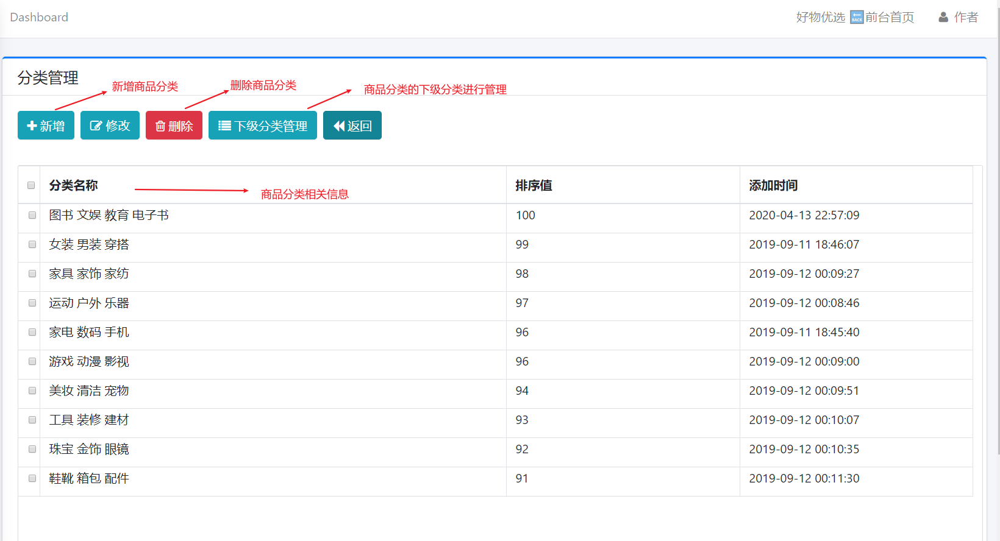 Dashboard 好物优选 BACK 前台首页 作者
分类管理
新增商品分类 删除商品分类 商品分类的下级分类进行管理
新增 修改 删除 下级分类管理 返回
分类名称 排序值 添加时间
商品分类相关信息
图书 文娱 教育 电子书 100 2020-04-13 22:57:09
女装 男装 穿搭 99 2019-09-11 18:46:07
家具 家饰 家纺 98 2019-09-12 00:09:27
运动 户外 乐器 97 2019-09-12 00:08:46
家电 数码 手机 96 2019-09-11 18:45:40
游戏 动漫 影视 96 2019-09-12 00:09:00
美妆 清洁 宠物 94 2019-09-12 00:09:51
工具 装修 建材 93 2019-09-12 00:10:07
珠宝 金饰 眼镜 92 2019-09-12 00:10:35
鞋靴 箱包 配件 91 2019-09-12 00:11:30